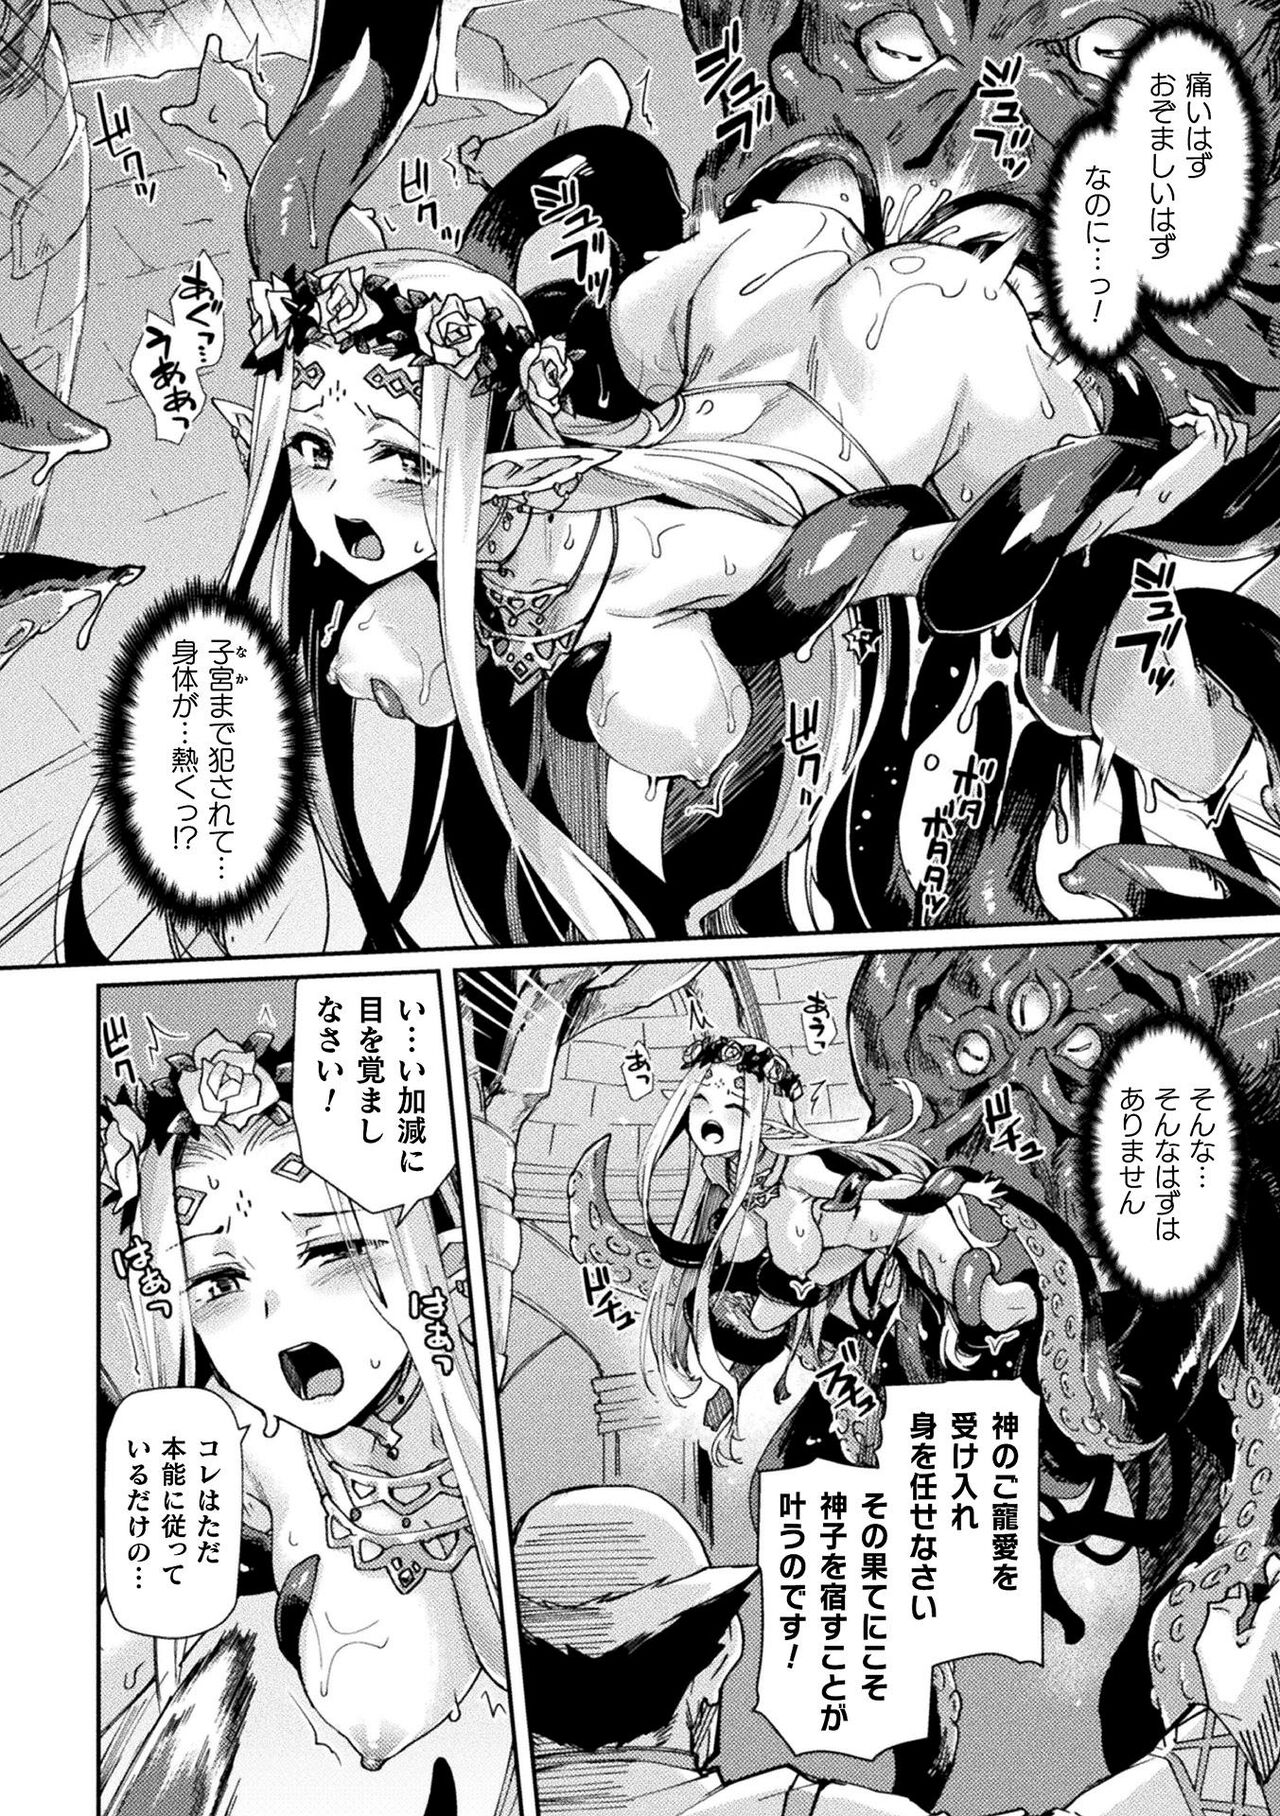 痛いはず
おぞましいはず
なのに…っ！
ジュブッ
ジュブッ
ビクッ
ビクッ
あぐっ…
うああっ
子宮まで犯されて…
なか
身体が…熱くっ!?
ジュブッ
ボタ
ボタタッ
そんな…
そんなはずは
ありません
あうっ
あっ
ドチュ
ドチュッ
神のご寵愛を
受け入れ
身を任せなさい
その果てにこそ
神子を宿すことが
叶うのです！
い…い加減に
目を覚まし
なさい！
はぁっ
はぁっ
コレはただ
本能に従って
いるだけの…